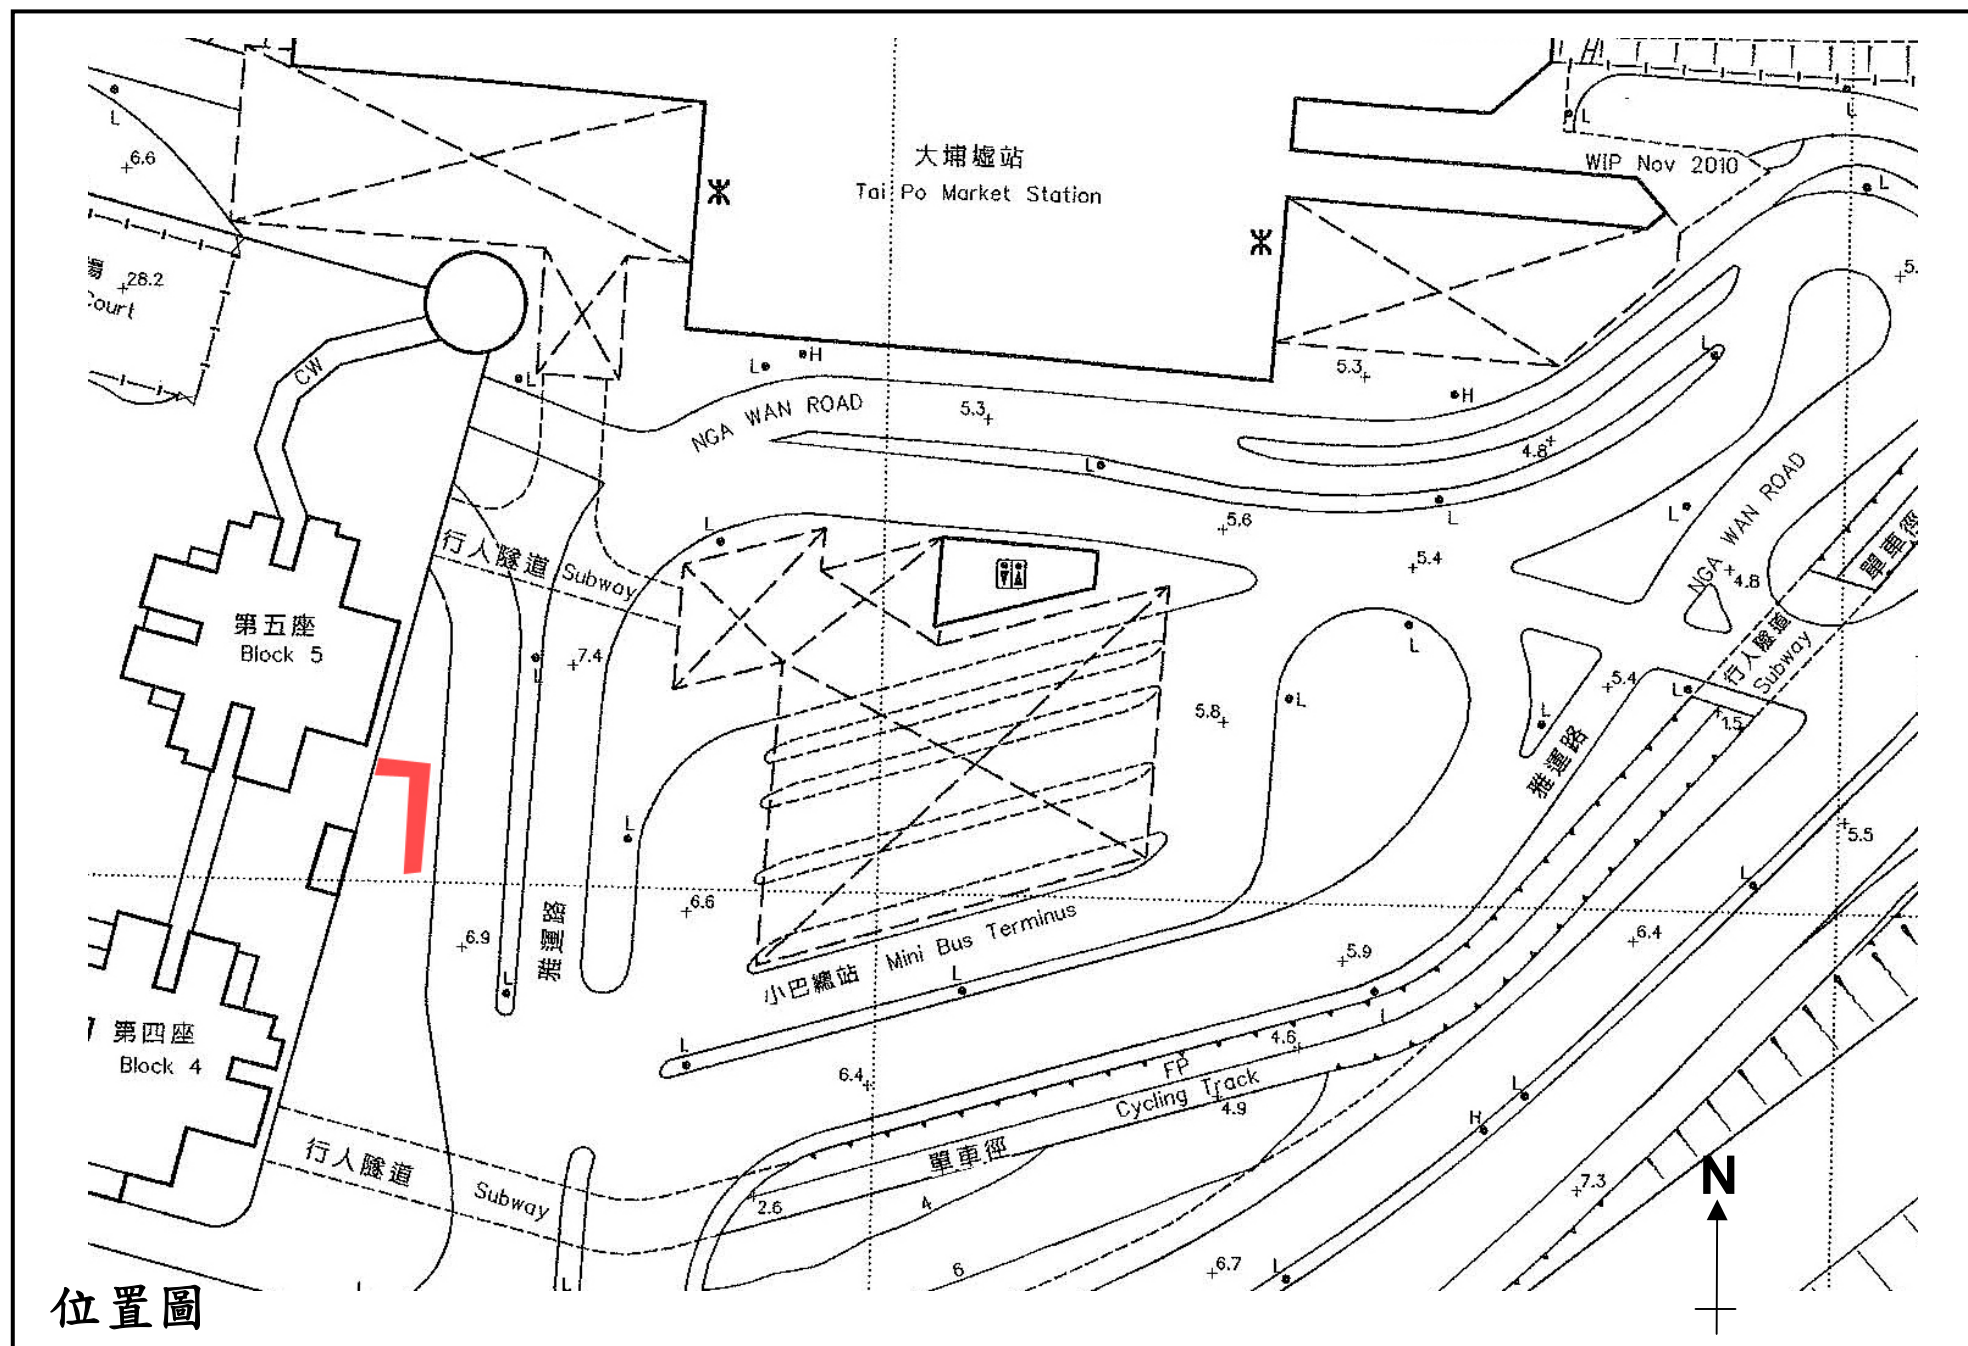 H
L
L
L
WIP Nov 2010
大埔墟站
Tai Po Market Station
6.6
L
28.2
Court
5.
CW
L
L
H
L
5.3
H
NGA WAN ROAD
5.3
L
4.8
L
L
NGA WAN ROAD
L
5.6
5.4
L
行人隧道 Subway
4.8
單車徑
第五座
Block 5
7.4
L
L
行人隧道
Subway
5.4
L
L
5.8
L
1.5
雅運路
L
5.5
L
6.6
6.9
雅運路
小巴總站 Mini Bus Terminus
L
L
5.9
6.4
第四座
Block 4
L
6.4
4.6
L
FP
Cycling Track
4.9
單車徑
L
H
行人隧道 Subway
2.6
4
6
6.7
L
7.3
L
N
位置圖